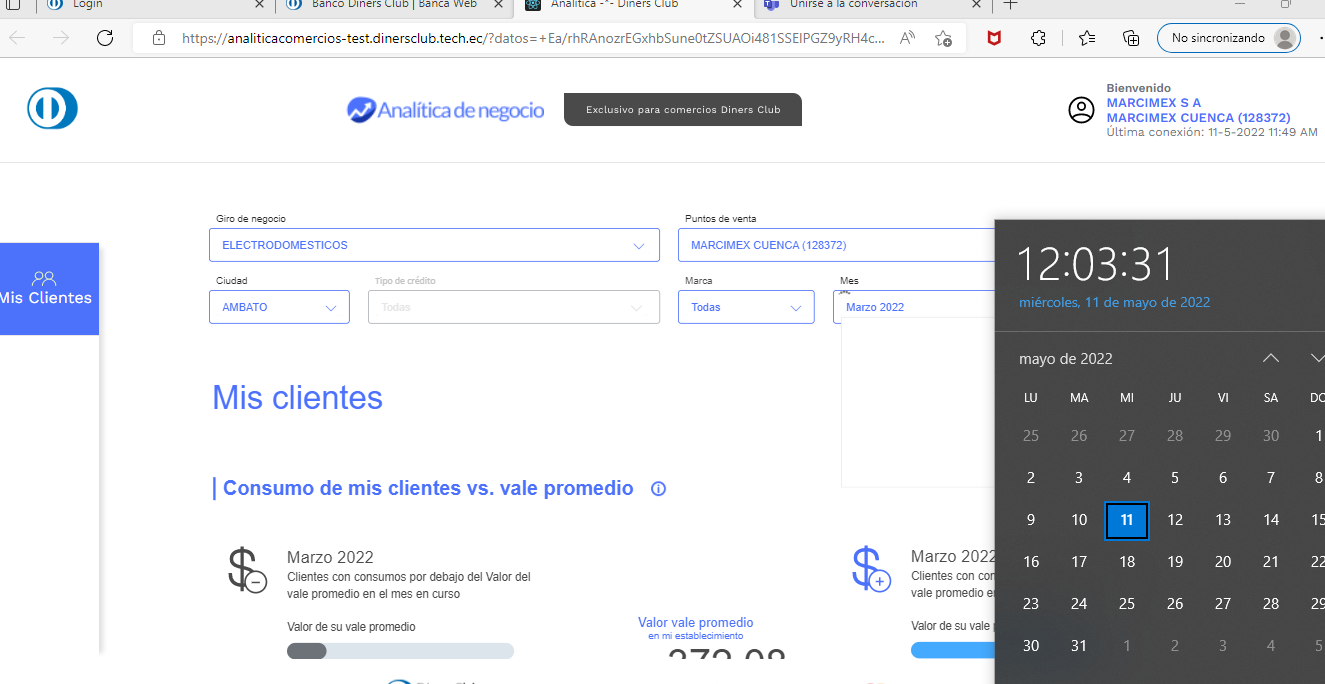 Login
Banco Diners Club | Banca Web
Analítica -*- Diners Club
Unirse a la conversación
https://analiticacomercios-test.dinersclub.tech.ec/?datos=+Ea/rhRAnozrEGxhbSune0tZSUAOi481SSEIPGZ9yRH4c...
No sincronizando
Analítica de negocio
Exclusivo para comercios Diners Club
Bienvenido
MARCIMEX S A
MARCIMEX CUENCA (128372)
Última conexión: 11-5-2022 11:49 AM
Giro de negocio
ELECTRODOMESTICOS
Puntos de venta
MARCIMEX CUENCA (128372)
Ciudad
AMBATO
Tipo de crédito
Todas
Marca
Todas
Mes
Marzo 2022
Mis Clientes
Mis clientes
Consumo de mis clientes vs. vale promedio
Marzo 2022
Clientes con consumos por debajo del Valor del
vale promedio en el mes en curso
Valor de su vale promedio
Valor vale promedio
en mi establecimiento
Marzo 2022
Clientes con con
vale promedio e
Valor de su vale p
12:03:31
miércoles, 11 de mayo de 2022
mayo de 2022
LU MA MI JU VI SA DO
25 26 27 28 29 30 1
2 3 4 5 6 7 8
9 10 11 12 13 14 15
16 17 18 19 20 21 22
23 24 25 26 27 28 29
30 31 1 2 3 4 5